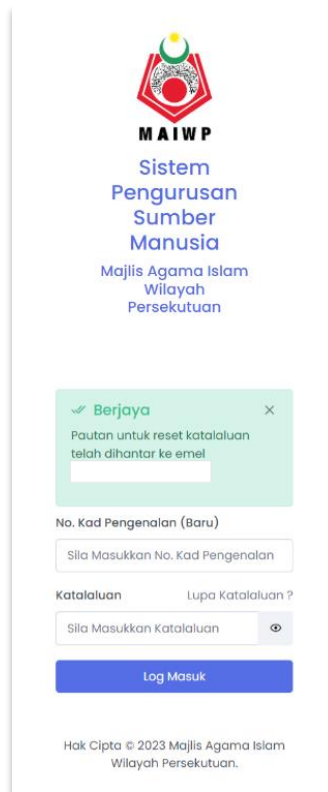 MAIWP
Sistem
Pengurusan
Sumber
Manusia
Majlis Agama Islam
Wilayah
Persekutuan
Berjaya
Pautan untuk reset katalaluan
telah dihantar ke emel
No. Kad Pengenalan (Baru)
Sila Masukkan No. Kad Pengenalan
Katalaluan Lupa Katalaluan ?
Sila Masukkan Katalaluan
Log Masuk
Hak Cipta © 2023 Majlis Agama Islam
Wilayah Persekutuan.